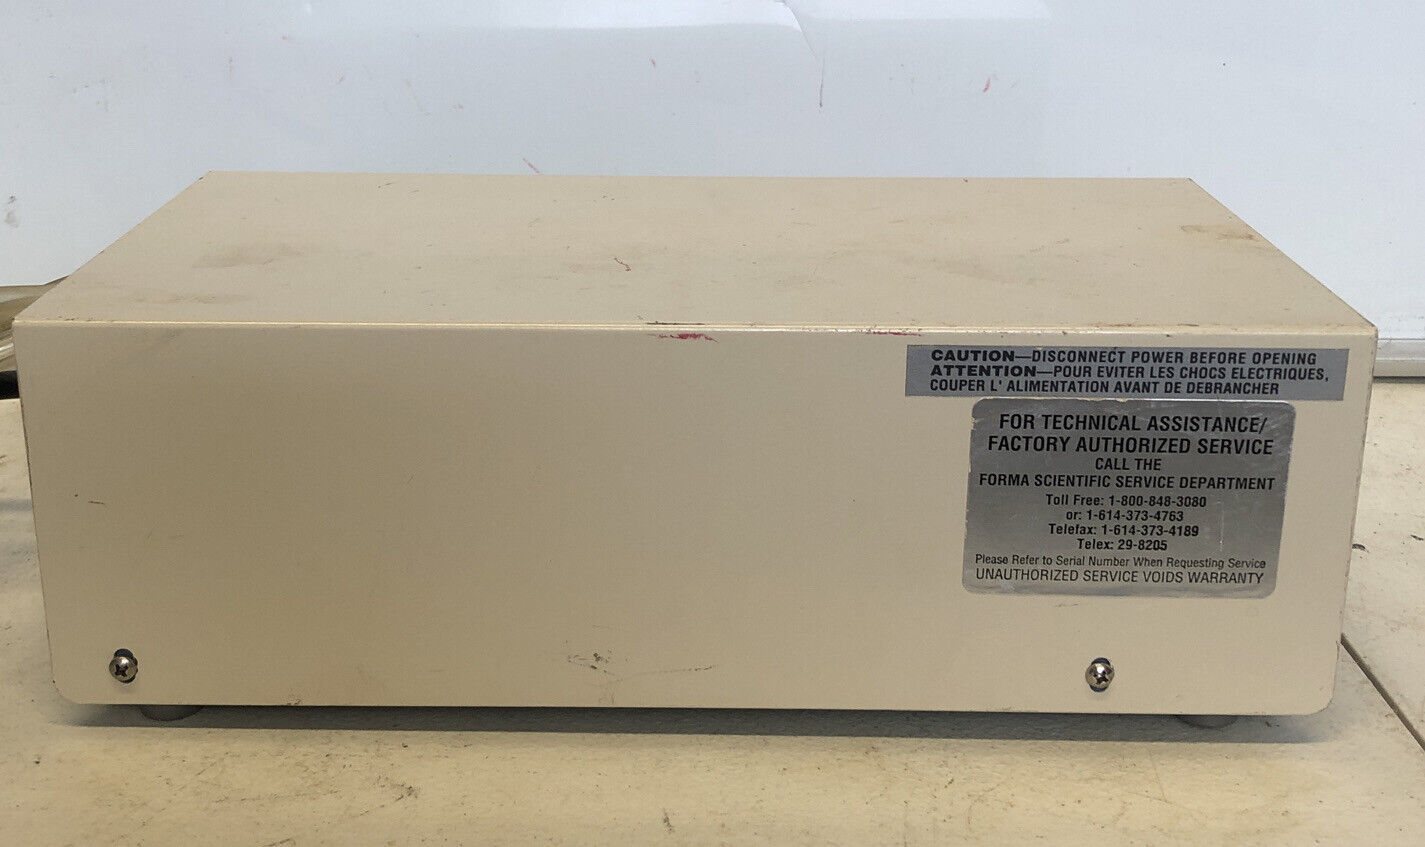 CAUTION—DISCONNECT POWER BEFORE OPENING
ATTENTION—POUR EVITER LES CHOCS ELECTRIQUES,
COUPER L' ALIMENTATION AVANT DE DEBRANCHER
FOR TECHNICAL ASSISTANCE/
FACTORY AUTHORIZED SERVICE
CALL THE
FORMA SCIENTIFIC SERVICE DEPARTMENT
Toll Free: 1-800-848-3080
or: 1-614-373-4763
Telefax: 1-614-373-4189
Telex: 29-8205
Please Refer to Serial Number When Requesting Service
UNAUTHORIZED SERVICE VOIDS WARRANTY